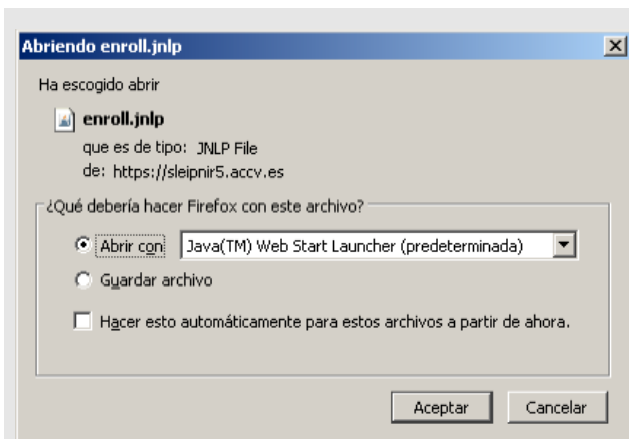 Abriendo enroll.jnlp
Ha escogido abrir
enroll.jnlp
que es de tipo: JNLP File
de: https://sleipnir5.accv.es
¿Qué debería hacer Firefox con este archivo?
Abrir con Java(TM) Web Start Launcher (predeterminada)
Guardar archivo
Hacer esto automáticamente para estos archivos a partir de ahora.
Aceptar Cancelar